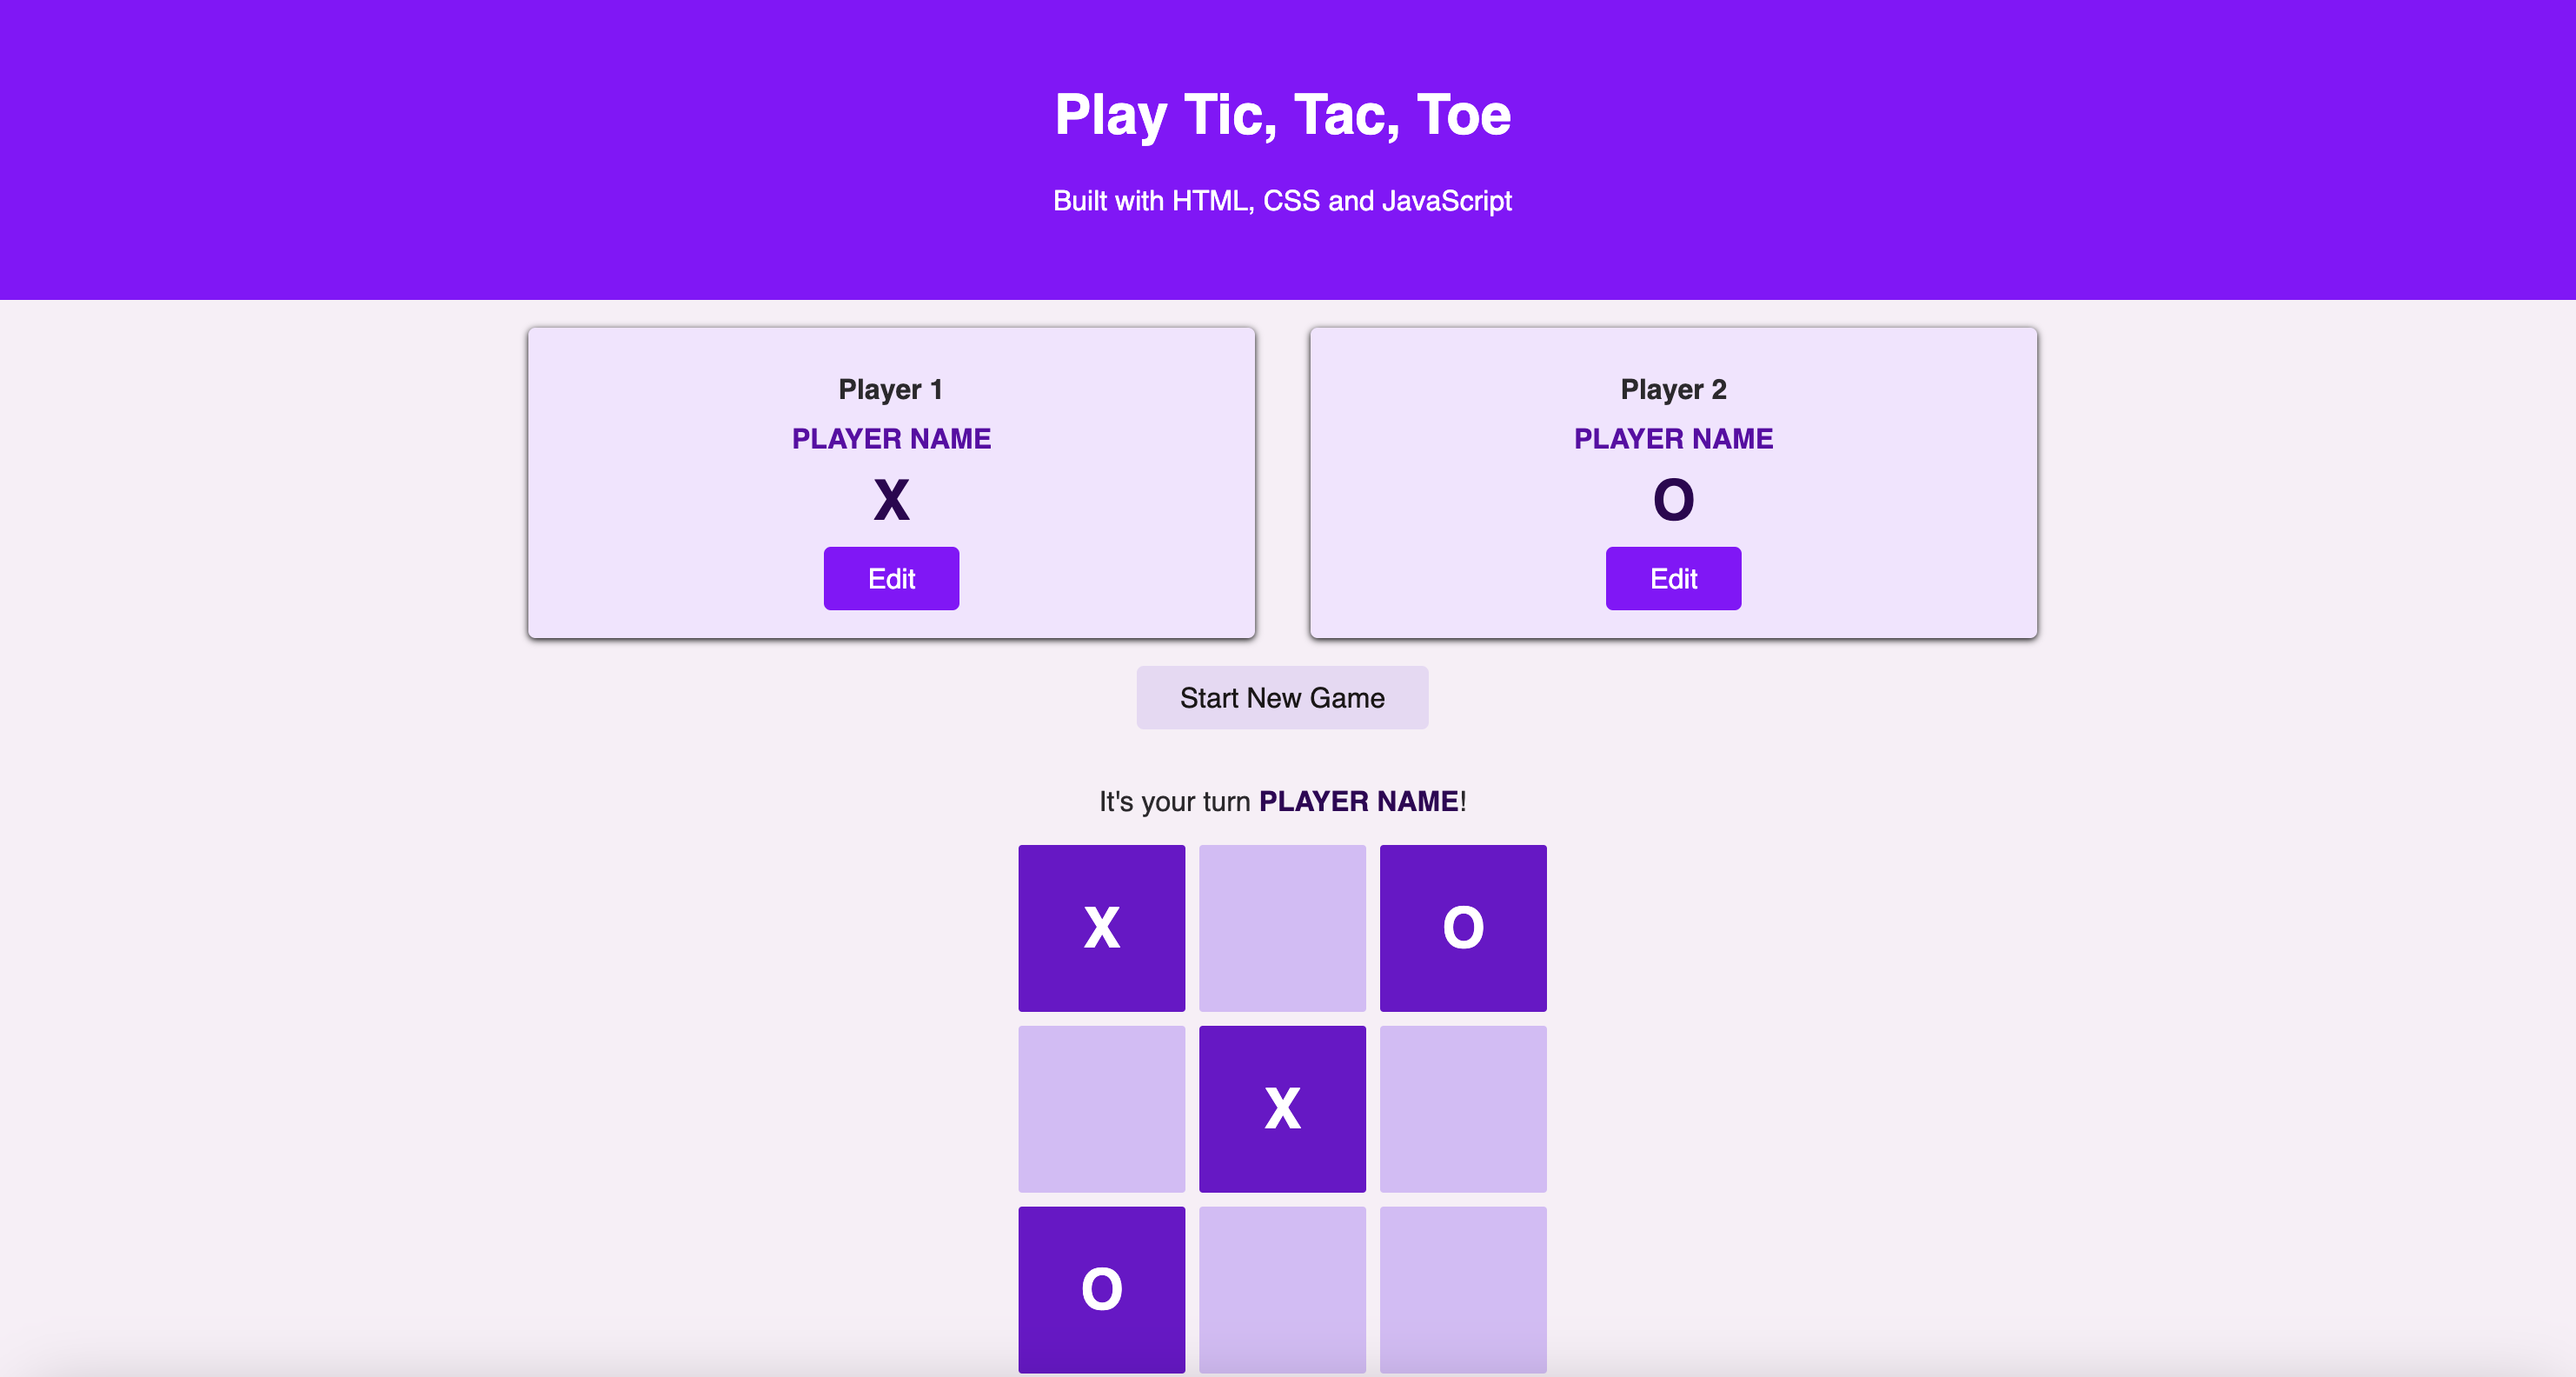 Play Tic, Tac, Toe
Built with HTML, CSS and JavaScript
Player 1
PLAYER NAME
X
Edit
Player 2
PLAYER NAME
O
Edit
Start New Game
It's your turn PLAYER NAME!
X O
X
O